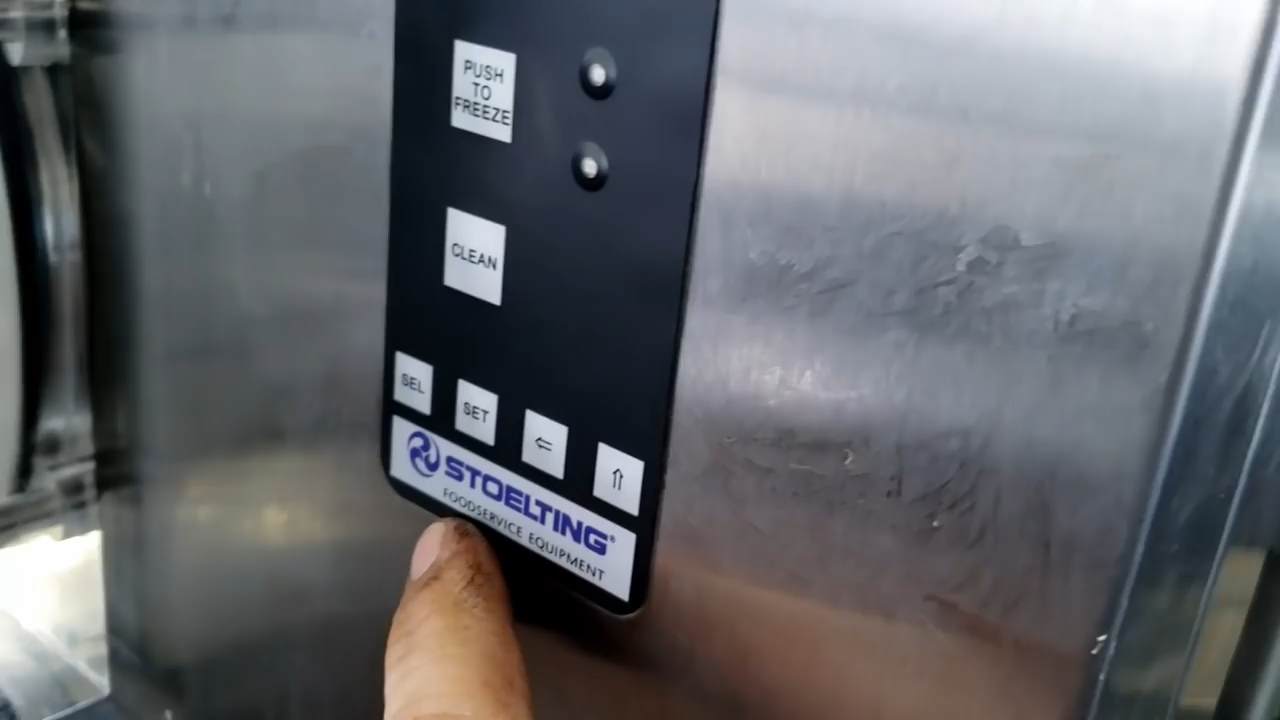 PUSH
TO
FREEZE
CLEAN
SEL
SET
⇐
⇑
STOELTING®
FOODSERVICE EQUIPMENT